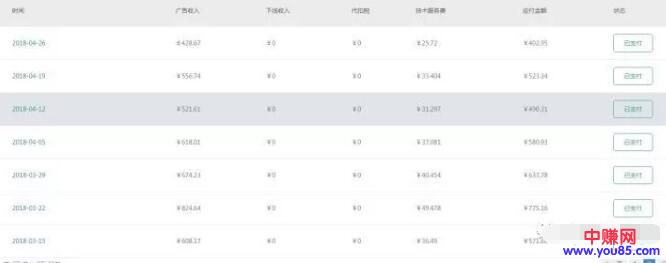 时间 广告收入 下线收入 代扣税 技术服务费 应付金额 状态
2018-04-26 ￥428.67 ￥0 ￥0 ￥25.72 ￥402.95 已支付
2018-04-19 ￥556.74 ￥0 ￥0 ￥33.404 ￥523.34 已支付
2018-04-12 ￥521.61 ￥0 ￥0 ￥31.297 ￥490.31 已支付
2018-04-05 ￥618.01 ￥0 ￥0 ￥37.081 ￥580.93 已支付
2018-03-29 ￥674.23 ￥0 ￥0 ￥40.454 ￥633.78 已支付
2018-03-22 ￥824.64 ￥0 ￥0 ￥49.478 ￥775.16 已支付
2018-03-15 ￥608.17 ￥0 ￥0 ￥36.49
中赚网
www.you85.com